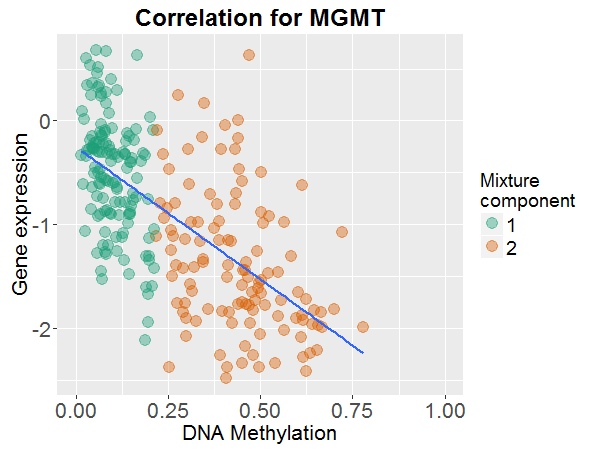 Correlation for MGMT
Gene expression
0
-1
-2
0.00 0.25 0.50 0.75 1.00
DNA Methylation
Mixture
component
1
2